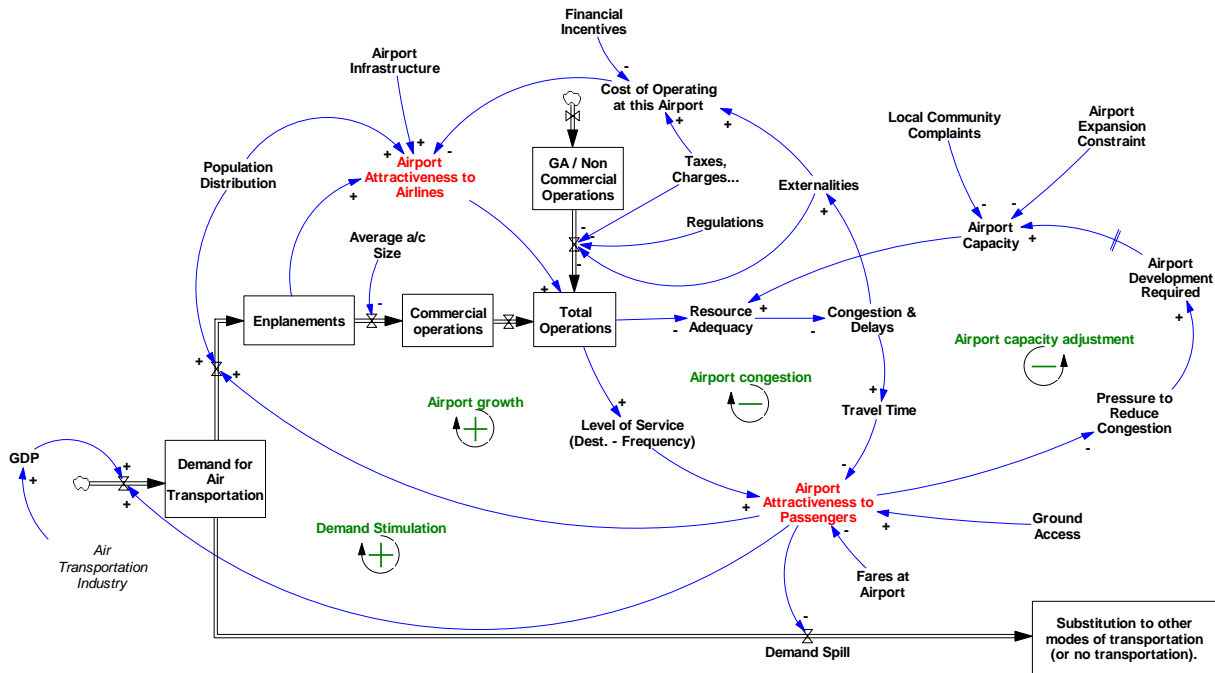 Financial
Incentives
Airport
Infrastructure
-
Cost of Operating
at this Airport
+
+
Local Community
Complaints
Airport
Expansion
Constraint
Population
Distribution
+
+
-
Airport
Attractiveness to
Airlines
+
GA / Non
Commercial
Operations
Taxes,
Charges...
Externalities
+
Regulations
-
-
-
-
-
Airport
Capacity
+
Average a/c
Size
-
Airport
Development
Required
+
Enplanements
Commercial
operations
+
Total
Operations
-
Resource
Adequacy
+
-
Congestion &
Delays
+
+
Airport growth
+
Airport congestion
Airport capacity adjustment
+
Level of Service
(Dest. - Frequency)
+
Travel Time
Pressure to
Reduce
Congestion
-
GDP
+
+
+
Demand for
Air
Transportation
-
Airport
Attractiveness to
Passengers
+
-
+
Ground
Access
Air
Transportation
Industry
Demand Stimulation
Fares at
Airport
-
Demand Spill
Substitution to other
modes of transportation
(or no transportation).